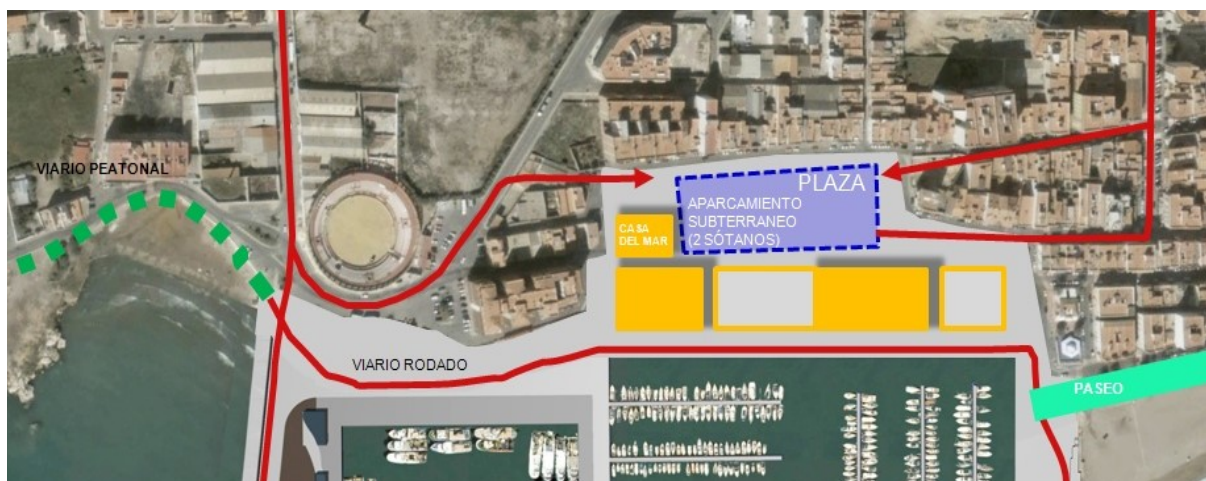 VIARIO PEATONAL
PLAZA
APARCAMIENTO
SUBTERRANEO
(2 SÓTANOS)
CASA
DEL MAR
VIARIO RODADO
PASEO